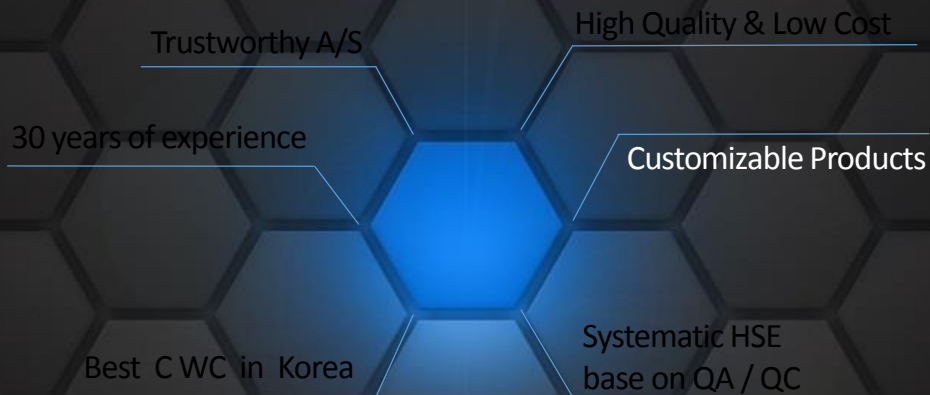 Trustworthy A/S
High Quality & Low Cost
30 years of experience
Customizable Products
Best C WC in Korea
Systematic HSE
base on QA / QC